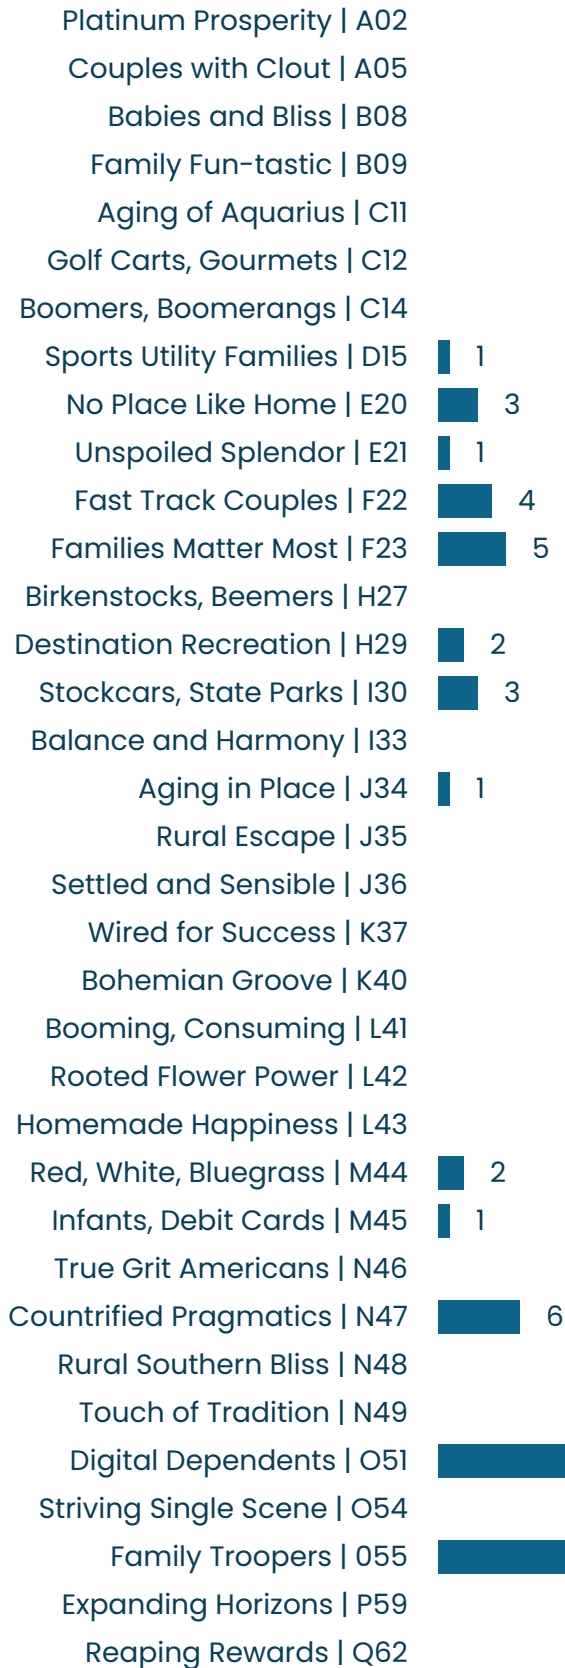 Platinum Prosperity | A02
Couples with Clout | A05
Babies and Bliss | B08
Family Fun-tastic | B09
Aging of Aquarius | C11
Golf Carts, Gourmets | C12
Boomers, Boomerangs | C14
Sports Utility Families | D15 1
No Place Like Home | E20 3
Unspoiled Splendor | E21 1
Fast Track Couples | F22 4
Families Matter Most | F23 5
Birkenstocks, Beemers | H27
Destination Recreation | H29 2
Stockcars, State Parks | I30 3
Balance and Harmony | I33
Aging in Place | J34 1
Rural Escape | J35
Settled and Sensible | J36
Wired for Success | K37
Bohemian Groove | K40
Booming, Consuming | L41
Rooted Flower Power | L42
Homemade Happiness | L43
Red, White, Bluegrass | M44 2
Infants, Debit Cards | M45 1
True Grit Americans | N46
Countrified Pragmatics | N47 6
Rural Southern Bliss | N48
Touch of Tradition | N49
Digital Dependents | O51
Striving Single Scene | O54
Family Troopers | 055
Expanding Horizons | P59
Reaping Rewards | Q62